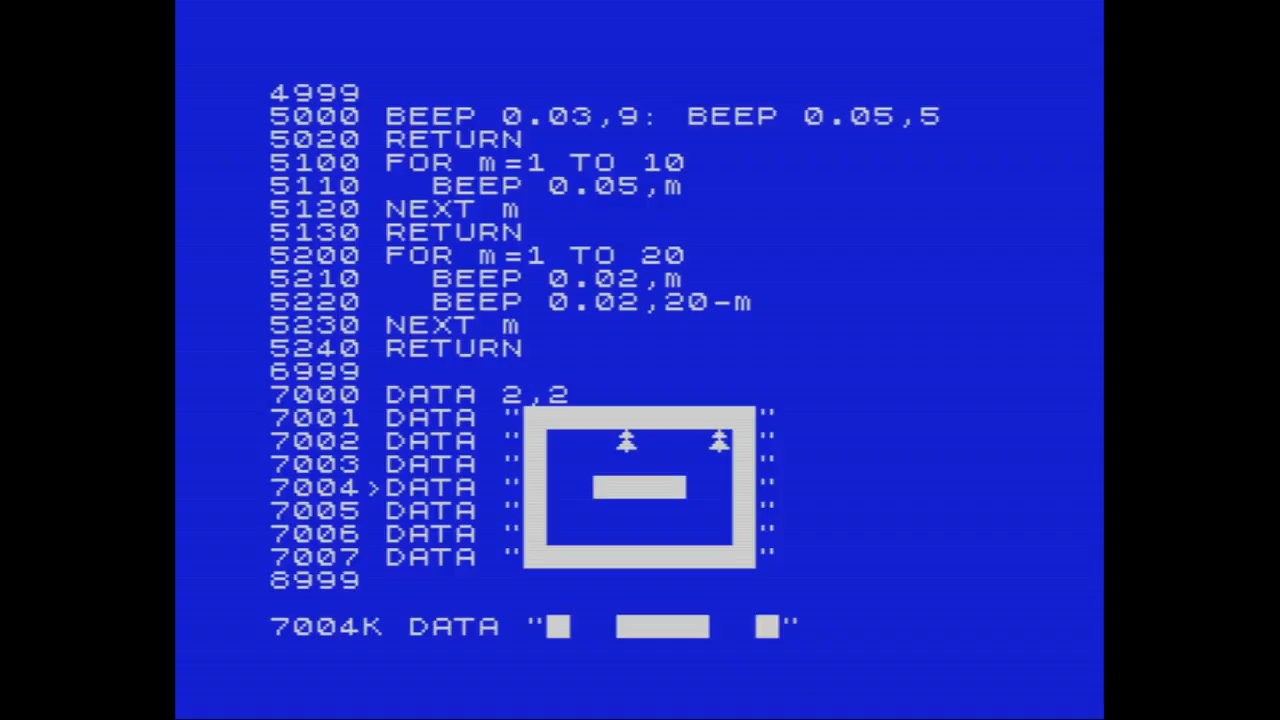 4999
5000 BEEP 0.03,9: BEEP 0.05,5
5020 RETURN
5100 FOR m=1 TO 10
5110   BEEP 0.05,m
5120 NEXT m
5130 RETURN
5200 FOR m=1 TO 20
5210   BEEP 0.02,m
5220   BEEP 0.02,20-m
5230 NEXT m
5240 RETURN
6999
7000 DATA 2,2
7001 DATA "██████████"
7002 DATA "█   ♣   ♣█"
7003 DATA "█        █"
7004>DATA "█  ████  █"
7005 DATA "█        █"
7006 DATA "█        █"
7007 DATA "██████████"
8999
7004K DATA "█  ████  █"